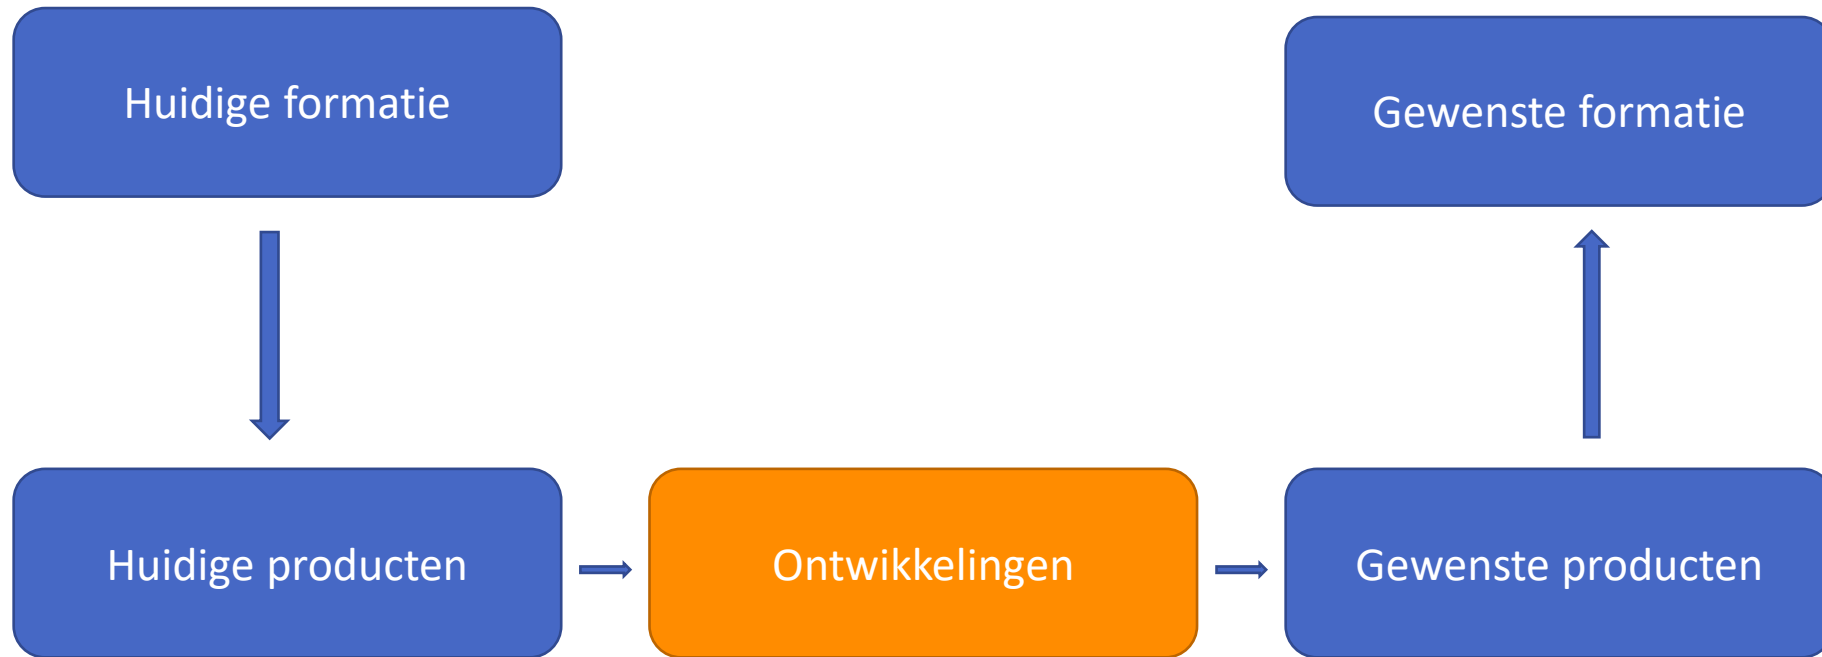 Huidige formatie
Gewenste formatie
Huidige producten
Ontwikkelingen
Gewenste producten